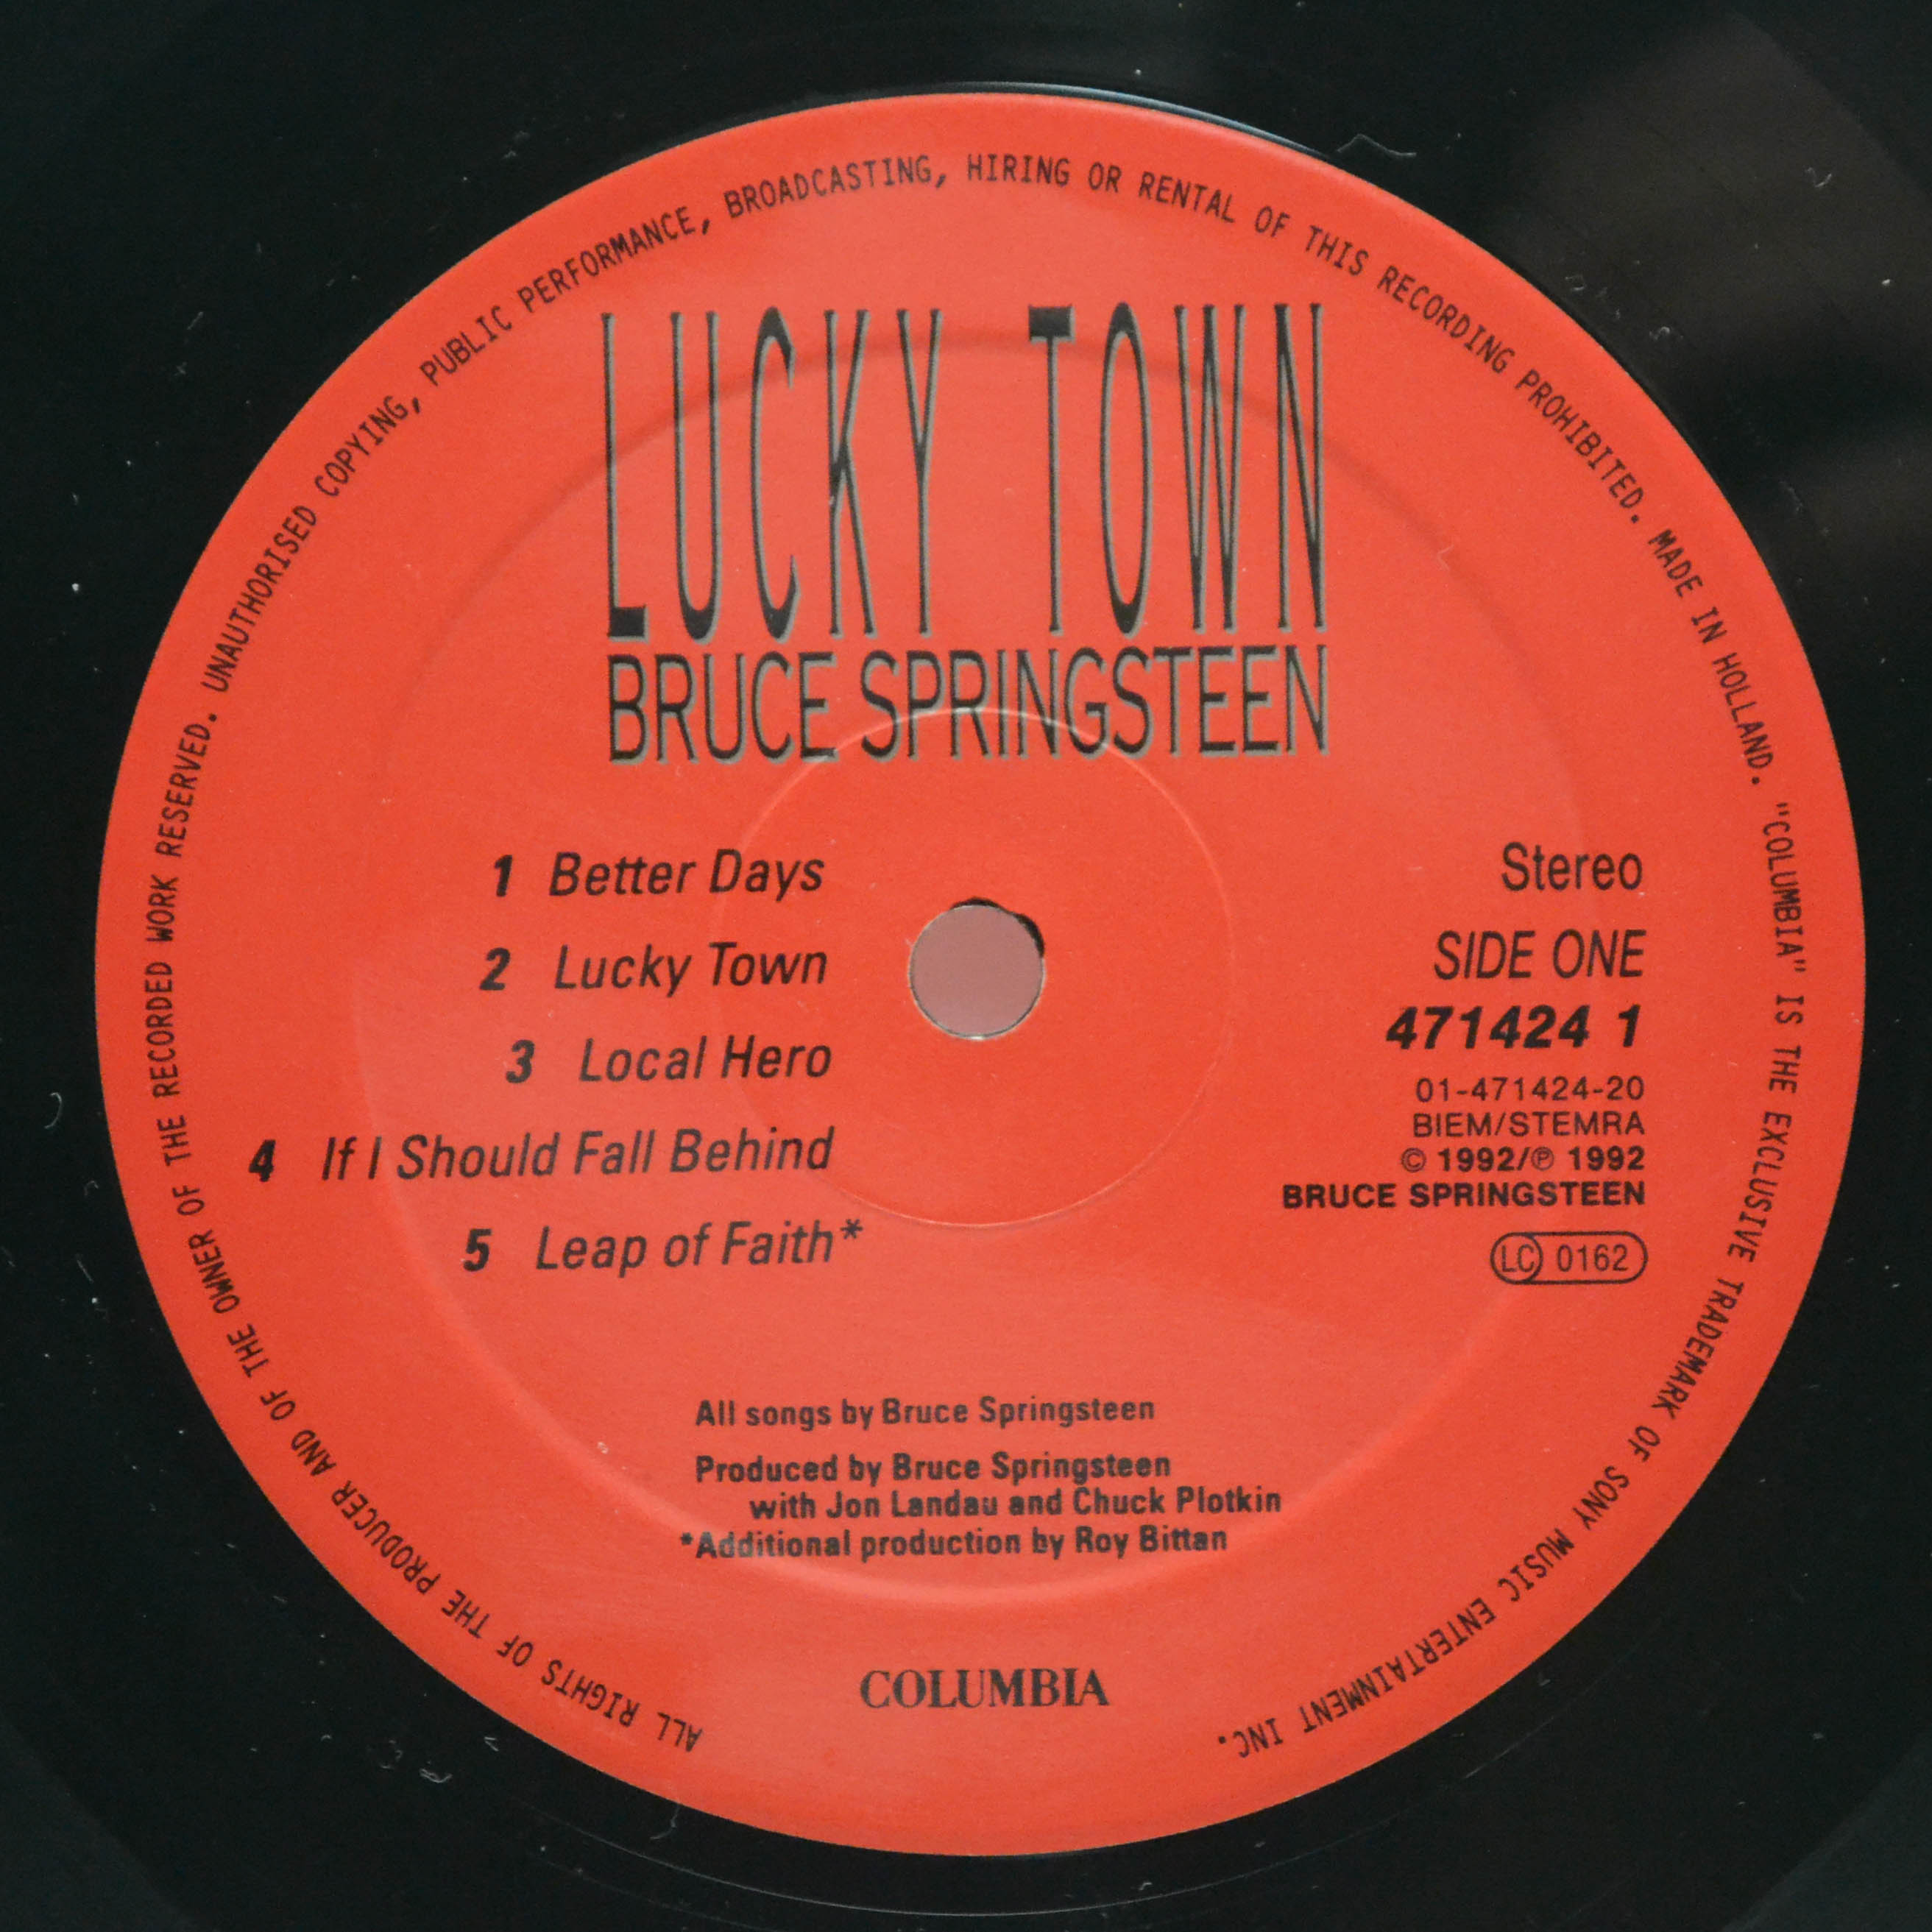 LUCKY TOWN
BRUCE SPRINGSTEEN
1 Better Days
2 Lucky Town
3 Local Hero
4 If I Should Fall Behind
5 Leap of Faith*
Stereo
SIDE ONE
471424 1
01-471424-20
BIEM/STEMRA
© 1992/℗ 1992
BRUCE SPRINGSTEEN
LC 0162
All songs by Bruce Springsteen
Produced by Bruce Springsteen
with Jon Landau and Chuck Plotkin
*Additional production by Roy Bittan
COLUMBIA
ALL RIGHTS OF THE PRODUCER AND OF THE OWNER OF THE RECORDED WORK RESERVED. UNAUTHORISED COPYING, PUBLIC PERFORMANCE, BROADCASTING, HIRING OR RENTAL OF THIS RECORDING PROHIBITED. MADE IN HOLLAND. "COLUMBIA" IS THE EXCLUSIVE TRADEMARK OF SONY MUSIC ENTERTAINMENT INC.